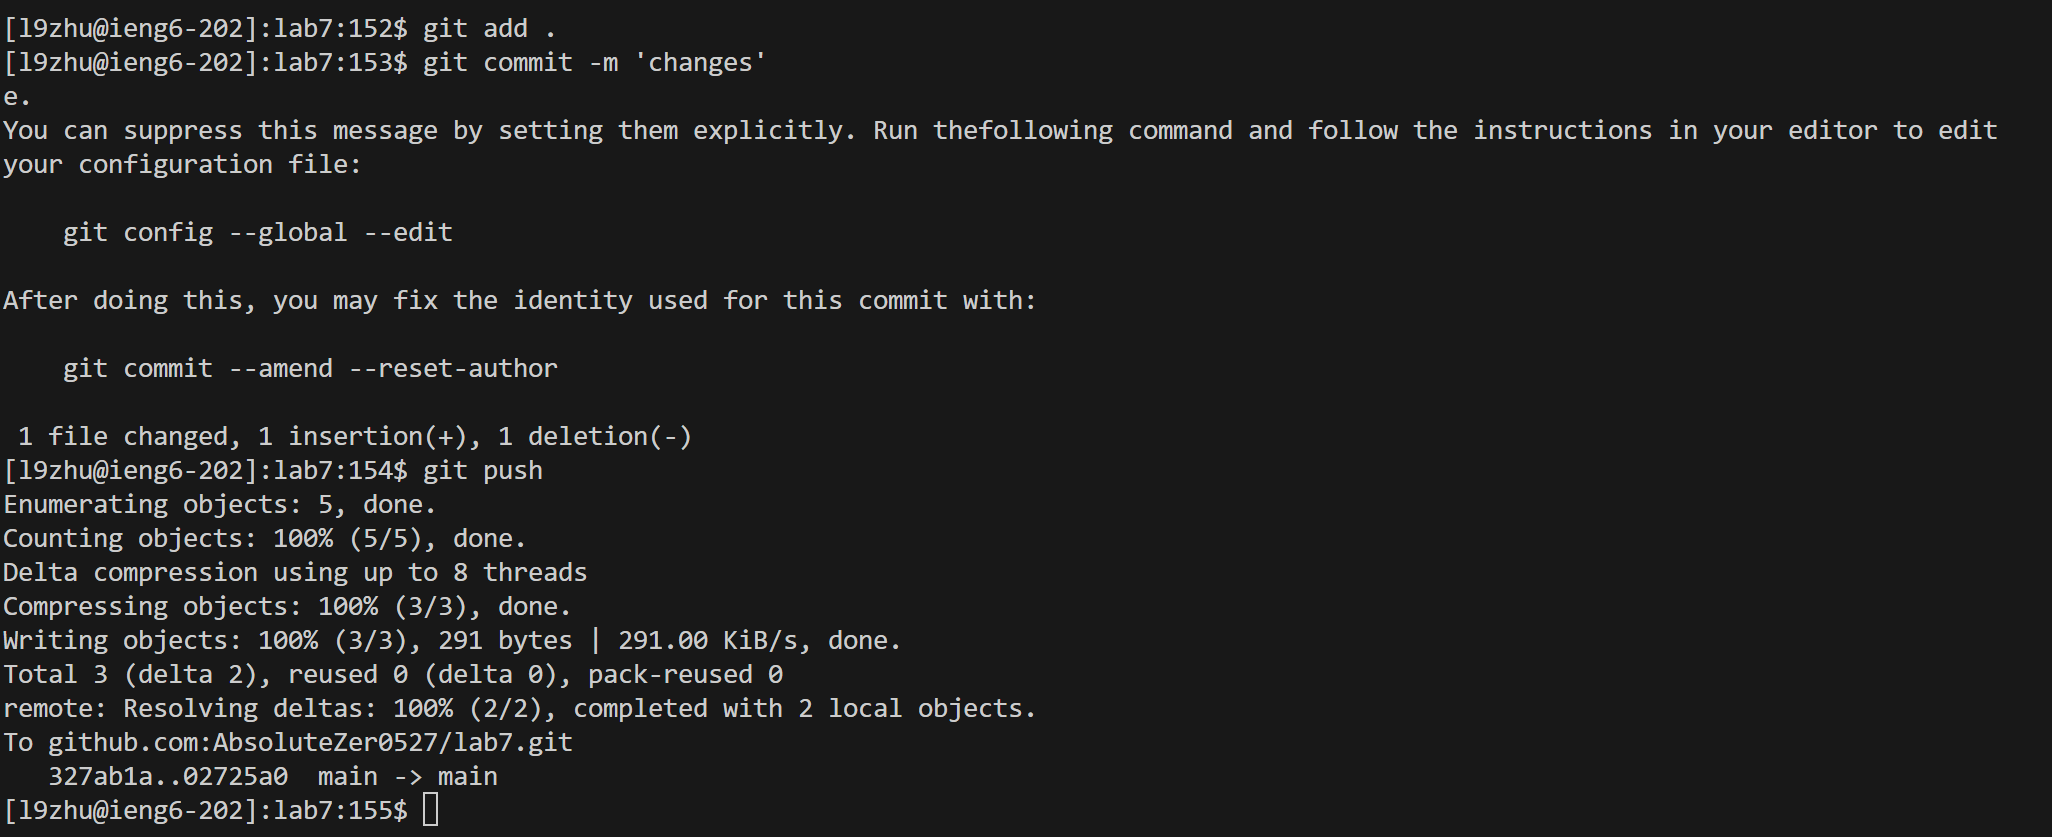 [l9zhu@ieng6-202]:lab7:152$ git add .
[l9zhu@ieng6-202]:lab7:153$ git commit -m 'changes'
e.
You can suppress this message by setting them explicitly. Run thefollowing command and follow the instructions in your editor to edit
your configuration file:

    git config --global --edit

After doing this, you may fix the identity used for this commit with:

    git commit --amend --reset-author

 1 file changed, 1 insertion(+), 1 deletion(-)
[l9zhu@ieng6-202]:lab7:154$ git push
Enumerating objects: 5, done.
Counting objects: 100% (5/5), done.
Delta compression using up to 8 threads
Compressing objects: 100% (3/3), done.
Writing objects: 100% (3/3), 291 bytes | 291.00 KiB/s, done.
Total 3 (delta 2), reused 0 (delta 0), pack-reused 0
remote: Resolving deltas: 100% (2/2), completed with 2 local objects.
To github.com:AbsoluteZer0527/lab7.git
   327ab1a..02725a0  main -> main
[l9zhu@ieng6-202]:lab7:155$